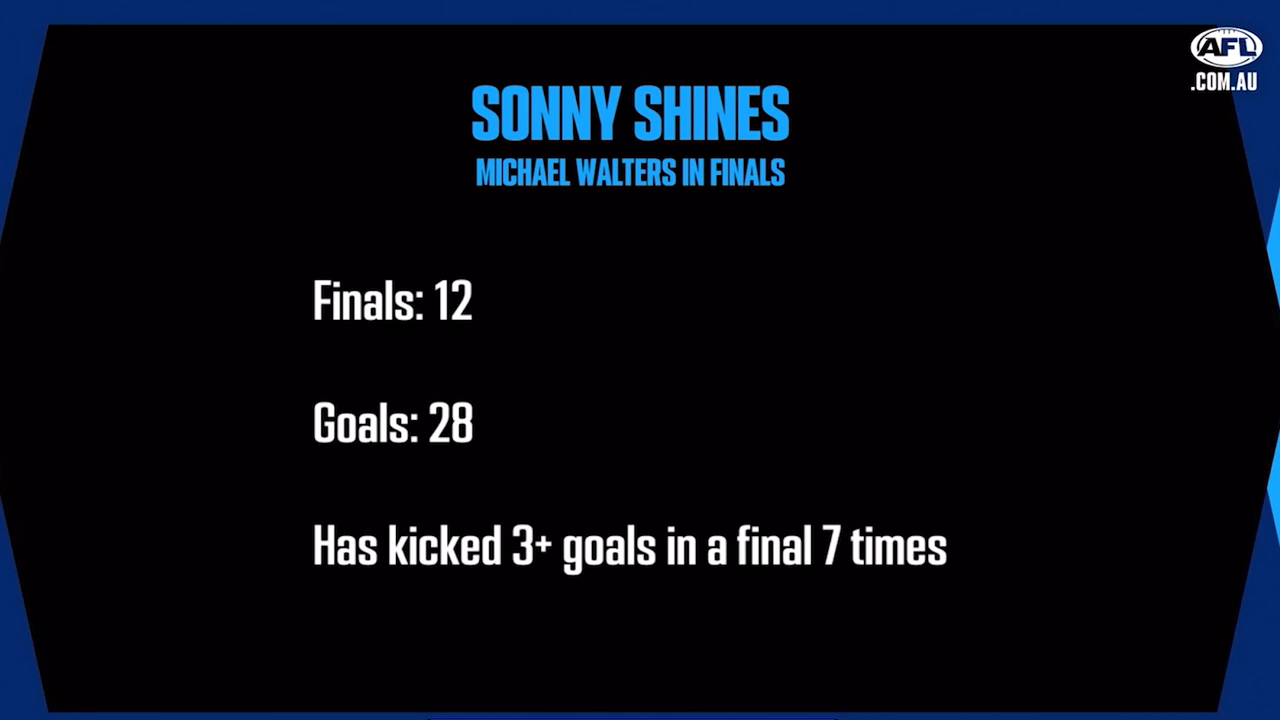 AFL
.COM.AU
SONNY SHINES
MICHAEL WALTERS IN FINALS
Finals: 12
Goals: 28
Has kicked 3+ goals in a final 7 times